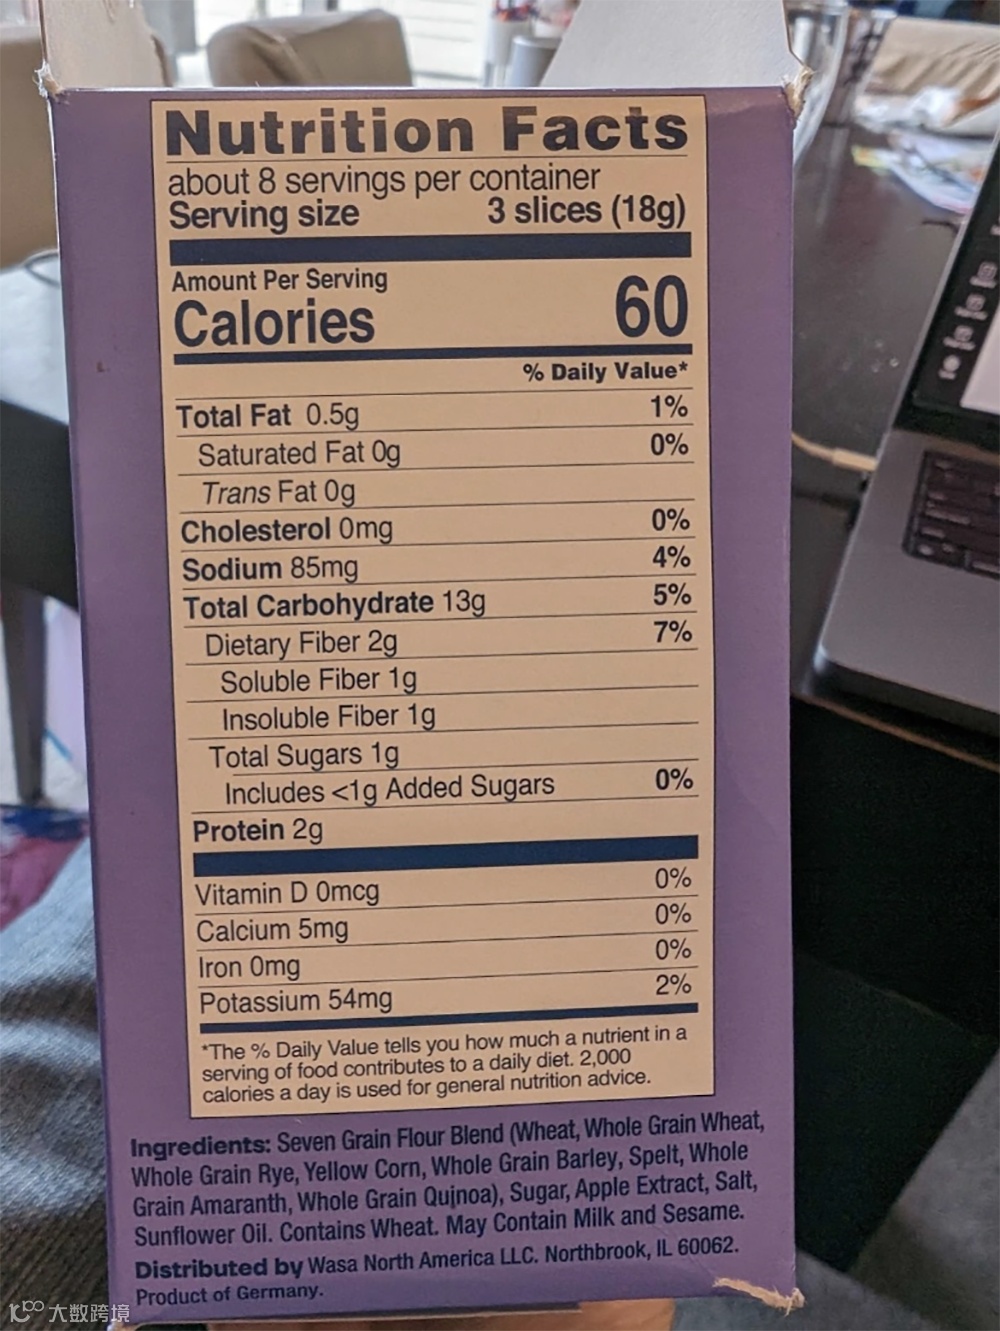 Nutrition Facts
about 8 servings per container
Serving size 3 slices (18g)
Amount Per Serving
Calories 60
% Daily Value*
Total Fat 0.5g 1%
Saturated Fat 0g 0%
Trans Fat 0g
Cholesterol 0mg 0%
Sodium 85mg 4%
Total Carbohydrate 13g 5%
Dietary Fiber 2g 7%
Soluble Fiber 1g
Insoluble Fiber 1g
Total Sugars 1g
Includes <1g Added Sugars 0%
Protein 2g
Vitamin D 0mcg 0%
Calcium 5mg 0%
Iron 0mg 0%
Potassium 54mg 2%
*The % Daily Value tells you how much a nutrient in a
serving of food contributes to a daily diet. 2,000
calories a day is used for general nutrition advice.
Ingredients: Seven Grain Flour Blend (Wheat, Whole Grain Wheat,
Whole Grain Rye, Yellow Corn, Whole Grain Barley, Spelt, Whole
Grain Amaranth, Whole Grain Quinoa), Sugar, Apple Extract, Salt,
Sunflower Oil. Contains Wheat. May Contain Milk and Sesame.
Distributed by Wasa North America LLC. Northbrook, IL 60062.
Product of Germany.
大数跨境